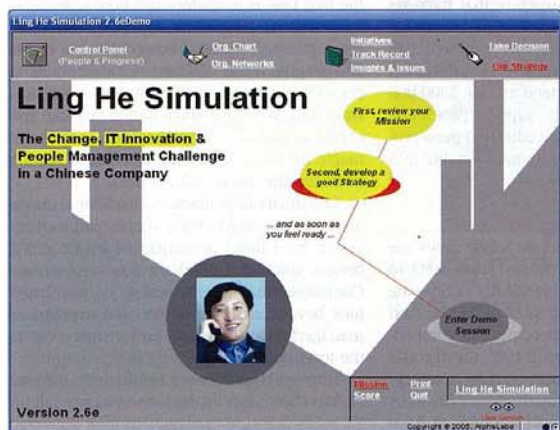 Ling He Simulation 2.6eDemo
Control Panel
(People & Progress)
Org. Chart
Org. Networks
Initiatives
Track Record
Insights & Issues
Take Decision
Our Strategy
Ling He Simulation
The Change, IT Innovation &
People Management Challenge
in a Chinese Company
First, review your
Mission
Second, develop a
good Strategy
... and as soon as
you feel ready ...
Enter Demo
Session
Mission
Print
Score
Quit
Ling He Simulation
Version 2.6e
Copyright © 2005, AlphaLabs